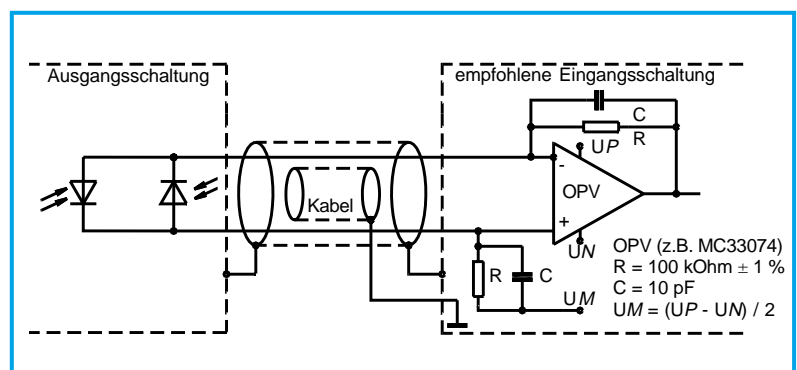 Ausgangsschaltung
empfohlene Eingangsschaltung
C
R
UP
-
OPV
Kabel
+
UN
R
C
UM
OPV (z.B. MC33074)
R = 100 kOhm ± 1 %
C = 10 pF
UM = (UP - UN) / 2